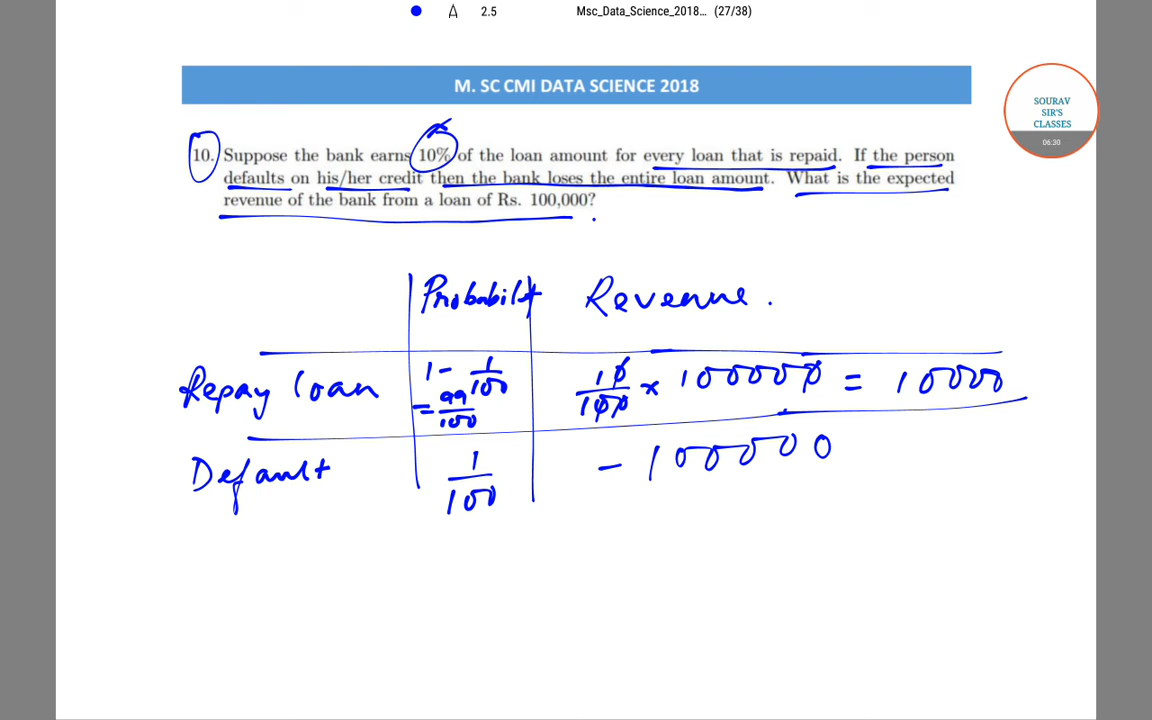 2.5 Msc_Data_Science_2018... (27/38)
M. SC CMI DATA SCIENCE 2018
SOURAV
SIR'S
CLASSES
06:30
10. Suppose the bank earns 10% of the loan amount for every loan that is repaid. If the person
defaults on his/her credit then the bank loses the entire loan amount. What is the expected
revenue of the bank from a loan of Rs. 100,000?
Probabilit Revenue.
Repay loan 1 - 1/100 = 99/100 10/100 x 100000 = 10000
Default 1/100 - 1000000